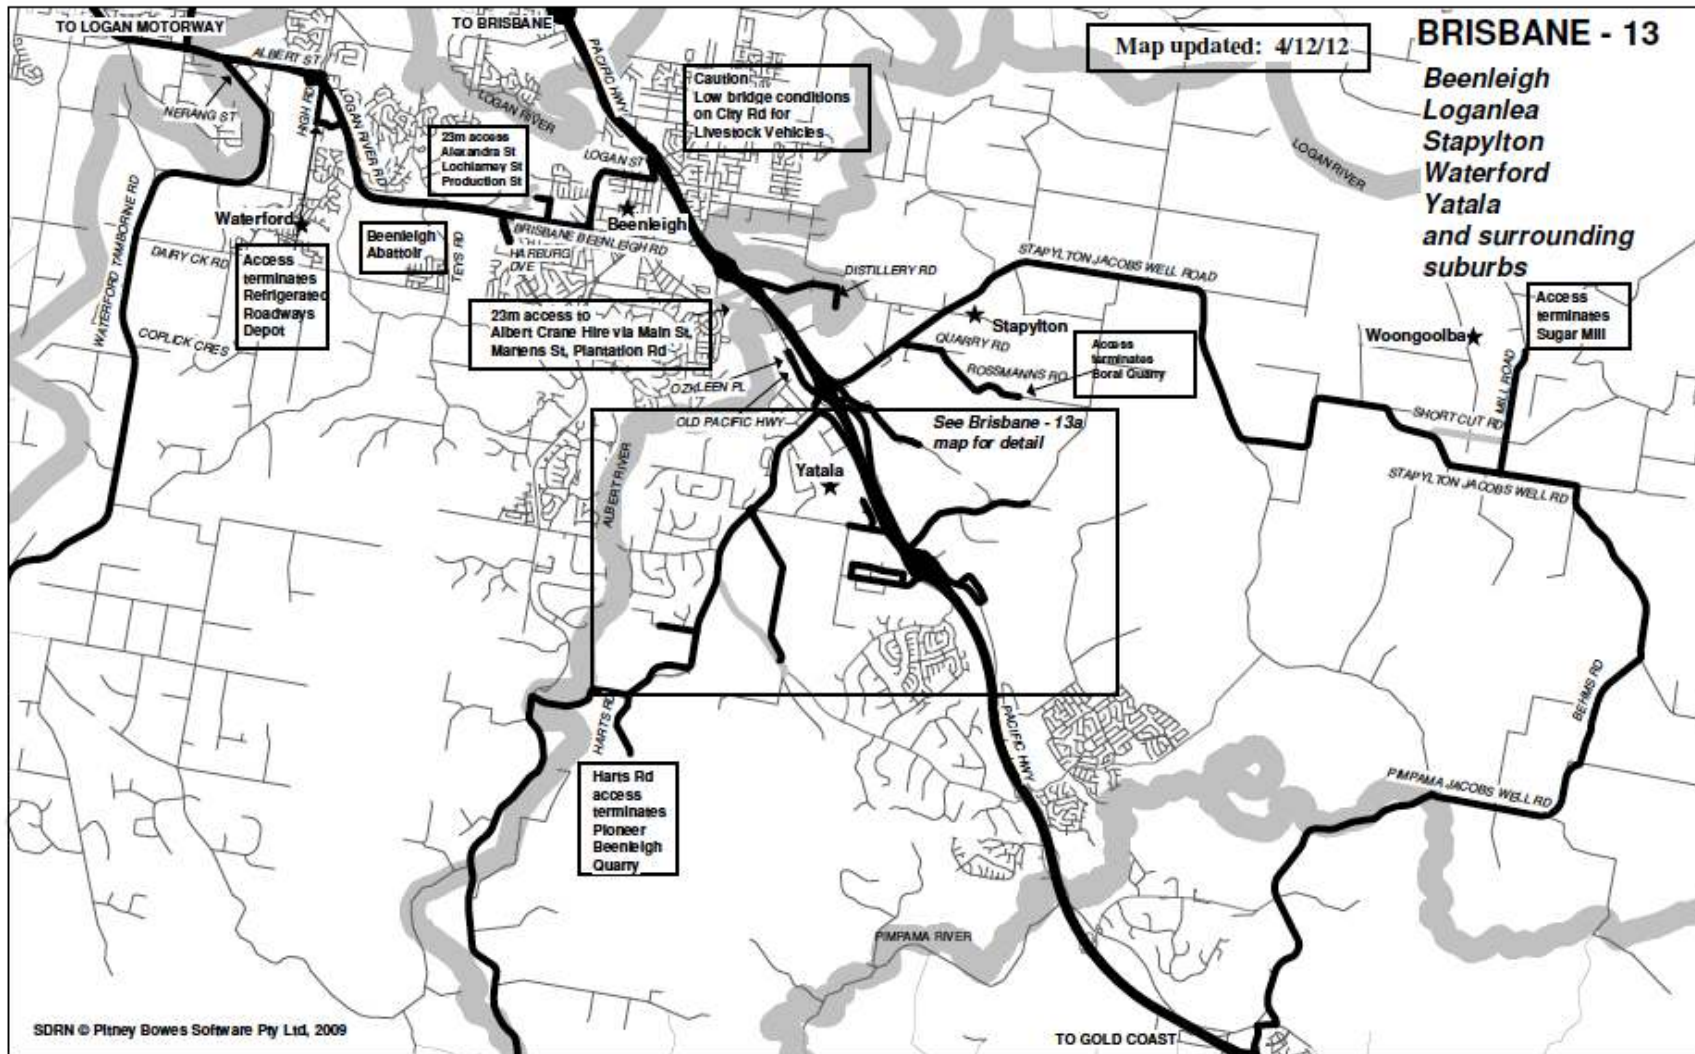 TO LOGAN MOTORWAY
TO BRISBANE
Map updated: 4/12/12
BRISBANE - 13
Beenleigh
Loganlea
Stapylton
Waterford
Yatala
and surrounding
suburbs
ALBERT ST
PACIFIC HWY
NERANG ST
HIGH RD
LOGAN RIVER RD
LOGAN RIVER
Caution
Low bridge conditions
on City Rd for
Livestock Vehicles
LOGAN RIVER
23m access
Alexandra St
Lochlarney St
Production St
LOGAN ST
WATERFORD TAMBORINE RD
Waterford
Beenleigh
BRISBANE BEENLEIGH RD
Beenleigh
Abattoir
TEYS RD
HARBURG
DVE
DAIRY CK RD
Access
terminates
Refrigerated
Roadways
Depot
CORLICK CRES
DISTILLERY RD
STAPYLTON JACOBS WELL ROAD
23m access to
Albert Crane Hire via Main St,
Martens St, Plantation Rd
Stapylton
QUARRY RD
ROSSMANNS RD
Access
terminates
Boral Quarry
Woongoolba
Access
terminates
Sugar Mill
MILL ROAD
SHORT CUT RD
STAPYLTON JACOBS WELL RD
OZKLEEN PL
OLD PACIFIC HWY
See Brisbane - 13a
map for detail
Yatala
ALBERT RIVER
HARTS RD
PACIFIC HWY
BEHMS RD
PIMPAMA JACOBS WELL RD
Harts Rd
access
terminates
Pioneer
Beenleigh
Quarry
PIMPAMA RIVER
SDRN © Pitney Bowes Software Pty Ltd, 2009
TO GOLD COAST